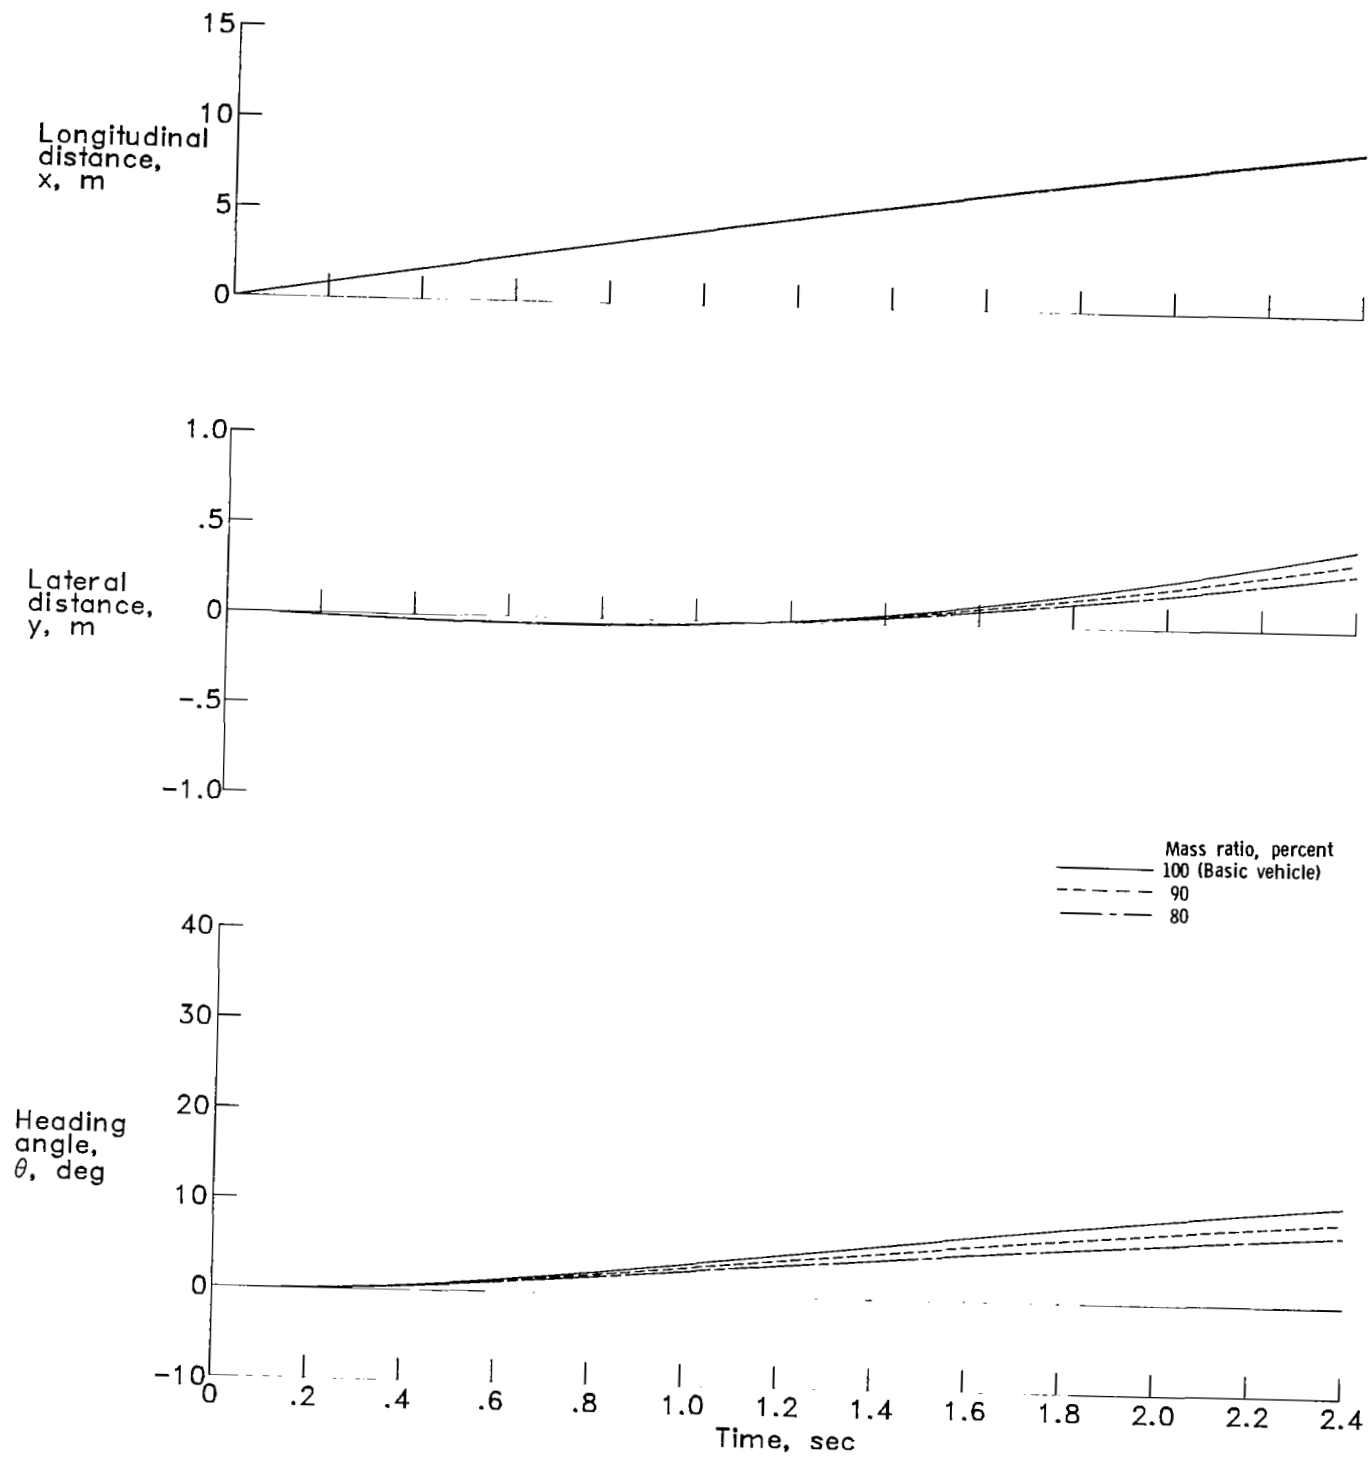 15
10
Longitudinal
distance,
x, m
5
0
1.0
.5
Lateral
distance,
y, m
0
-.5
-1.0
Mass ratio, percent
100 (Basic vehicle)
90
80
40
30
20
Heading
angle,
θ, deg
10
0
-10
0 .2 .4 .6 .8 1.0 1.2 1.4 1.6 1.8 2.0 2.2 2.4
Time, sec